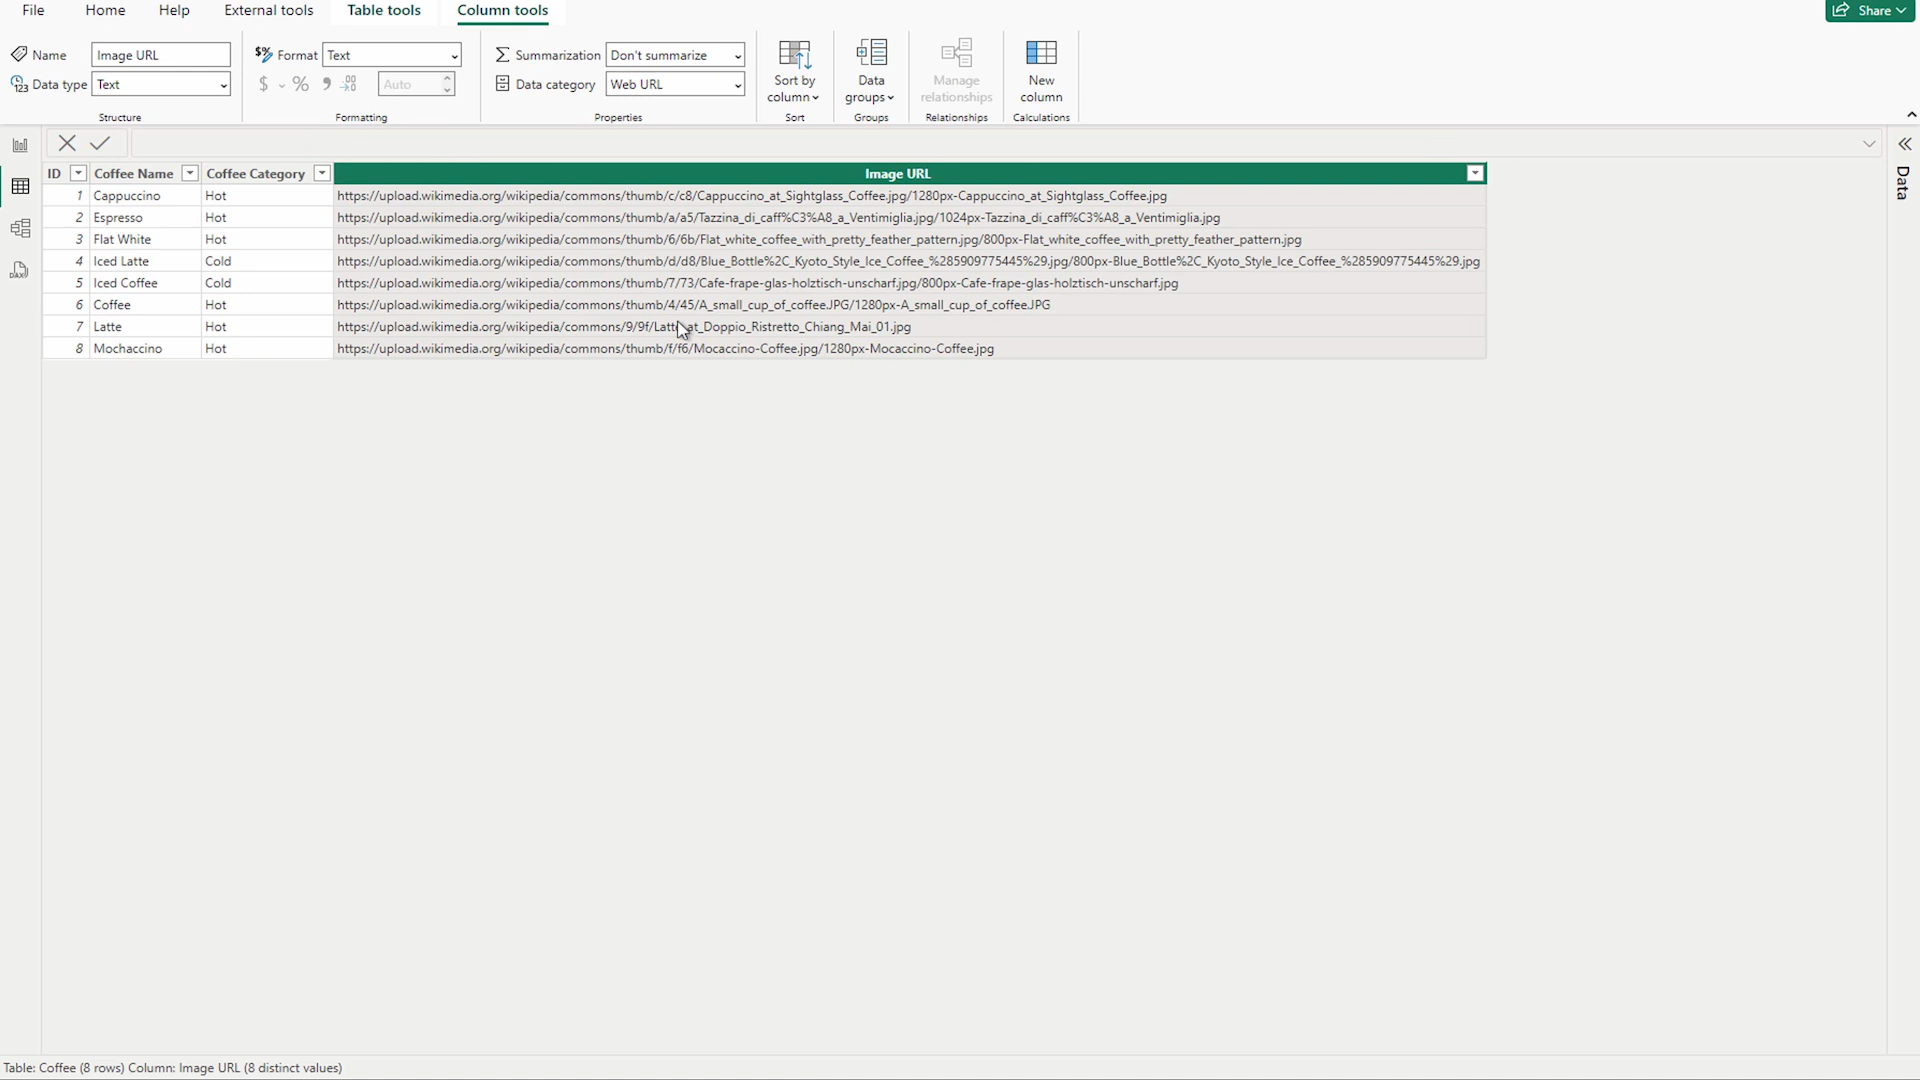 File Home Help External tools Table tools Column tools Share
Name Image URL $% Format Text Summarization Don't summarize
Data type Text $ % Auto Data category Web URL
Sort by column
Data groups
Manage relationships
New column
Structure Formatting Properties Sort Groups Relationships Calculations
Data
ID Coffee Name Coffee Category Image URL
1 Cappuccino Hot https://upload.wikimedia.org/wikipedia/commons/thumb/c/c8/Cappuccino_at_Sightglass_Coffee.jpg/1280px-Cappuccino_at_Sightglass_Coffee.jpg
2 Espresso Hot https://upload.wikimedia.org/wikipedia/commons/thumb/a/a5/Tazzina_di_caff%C3%A8_a_Ventimiglia.jpg/1024px-Tazzina_di_caff%C3%A8_a_Ventimiglia.jpg
3 Flat White Hot https://upload.wikimedia.org/wikipedia/commons/thumb/6/6b/Flat_white_coffee_with_pretty_feather_pattern.jpg/800px-Flat_white_coffee_with_pretty_feather_pattern.jpg
4 Iced Latte Cold https://upload.wikimedia.org/wikipedia/commons/thumb/d/d8/Blue_Bottle%2C_Kyoto_Style_Ice_Coffee_%285909775445%29.jpg/800px-Blue_Bottle%2C_Kyoto_Style_Ice_Coffee_%285909775445%29.jpg
5 Iced Coffee Cold https://upload.wikimedia.org/wikipedia/commons/thumb/7/73/Cafe-frape-glas-holztisch-unscharf.jpg/800px-Cafe-frape-glas-holztisch-unscharf.jpg
6 Coffee Hot https://upload.wikimedia.org/wikipedia/commons/thumb/4/45/A_small_cup_of_coffee.JPG/1280px-A_small_cup_of_coffee.JPG
7 Latte Hot https://upload.wikimedia.org/wikipedia/commons/9/9f/Latte_at_Doppio_Ristretto_Chiang_Mai_01.jpg
8 Mochaccino Hot https://upload.wikimedia.org/wikipedia/commons/thumb/f/f6/Mocaccino-Coffee.jpg/1280px-Mocaccino-Coffee.jpg
Table: Coffee (8 rows) Column: Image URL (8 distinct values)